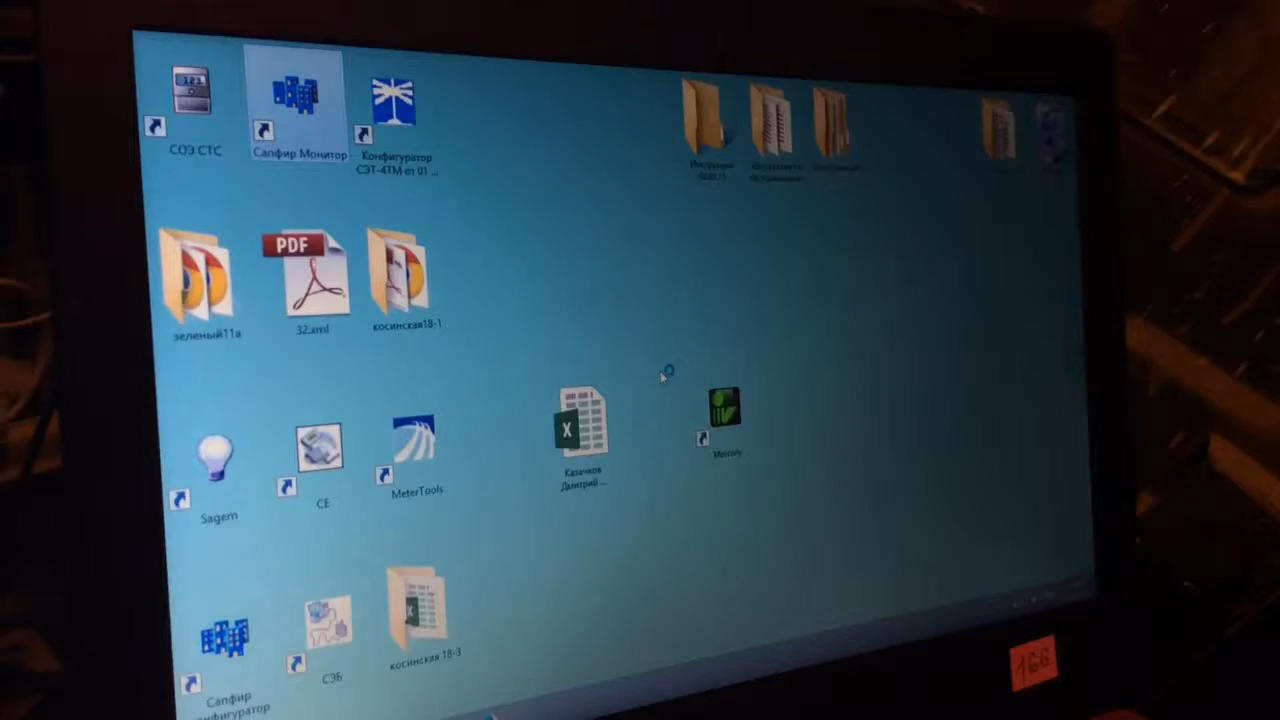 СОЭ СТС
Сапфир Монитор
Конфигуратор
СЭТ-4ТМ от 01 ...
Инструкции
PDF
зеленый11а
32.xml
косинская18-1
X
Казачков
Дмитрий ...
Mercury
Sagem
CE
MeterTools
X
Сапфир
СЭБ
косинская 18-3
166